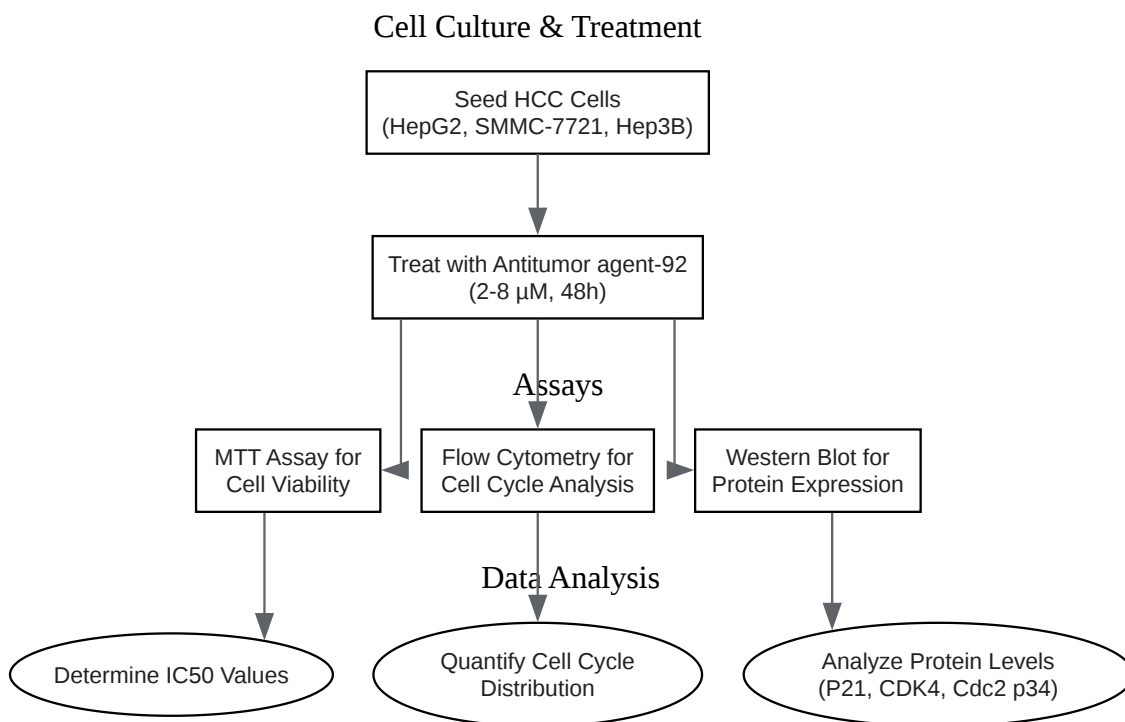 Cell Culture & Treatment
Seed HCC Cells
(HepG2, SMMC-7721, Hep3B)
Treat with Antitumor agent-92
(2-8 µM, 48h)
Assays
MTT Assay for
Cell Viability
Flow Cytometry for
Cell Cycle Analysis
Western Blot for
Protein Expression
Data Analysis
Determine IC50 Values
Quantify Cell Cycle
Distribution
Analyze Protein Levels
(P21, CDK4, Cdc2 p34)